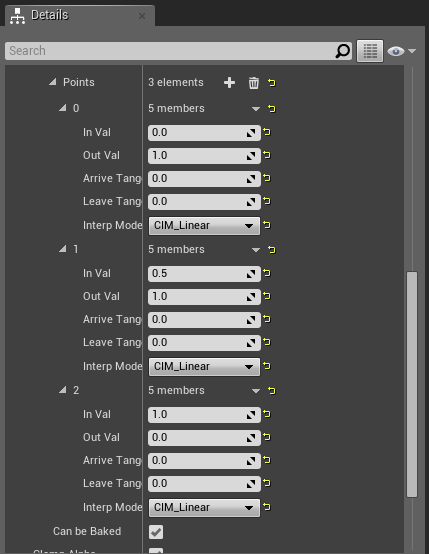 Details
Search
Points 3 elements
0 5 members
In Val 0.0
Out Val 1.0
Arrive Tang 0.0
Leave Tang 0.0
Interp Mode CIM_Linear
1 5 members
In Val 0.5
Out Val 1.0
Arrive Tang 0.0
Leave Tang 0.0
Interp Mode CIM_Linear
2 5 members
In Val 1.0
Out Val 0.0
Arrive Tang 0.0
Leave Tang 0.0
Interp Mode CIM_Linear
Can be Baked
Clamp Alpha